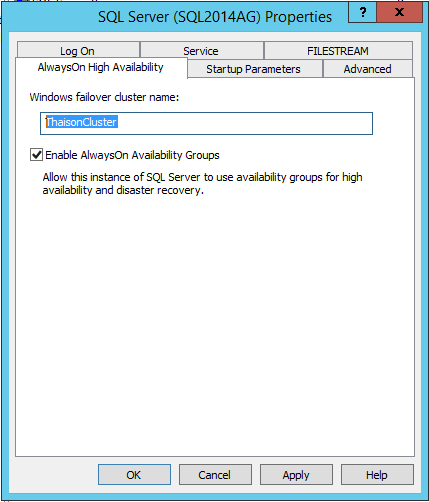 SQL Server (SQL2014AG) Properties
?
x
Log On
Service
FILESTREAM
AlwaysOn High Availability
Startup Parameters
Advanced
Windows failover cluster name:
ThaisonCluster
Enable AlwaysOn Availability Groups
Allow this instance of SQL Server to use availability groups for high
availability and disaster recovery.
OK
Cancel
Apply
Help